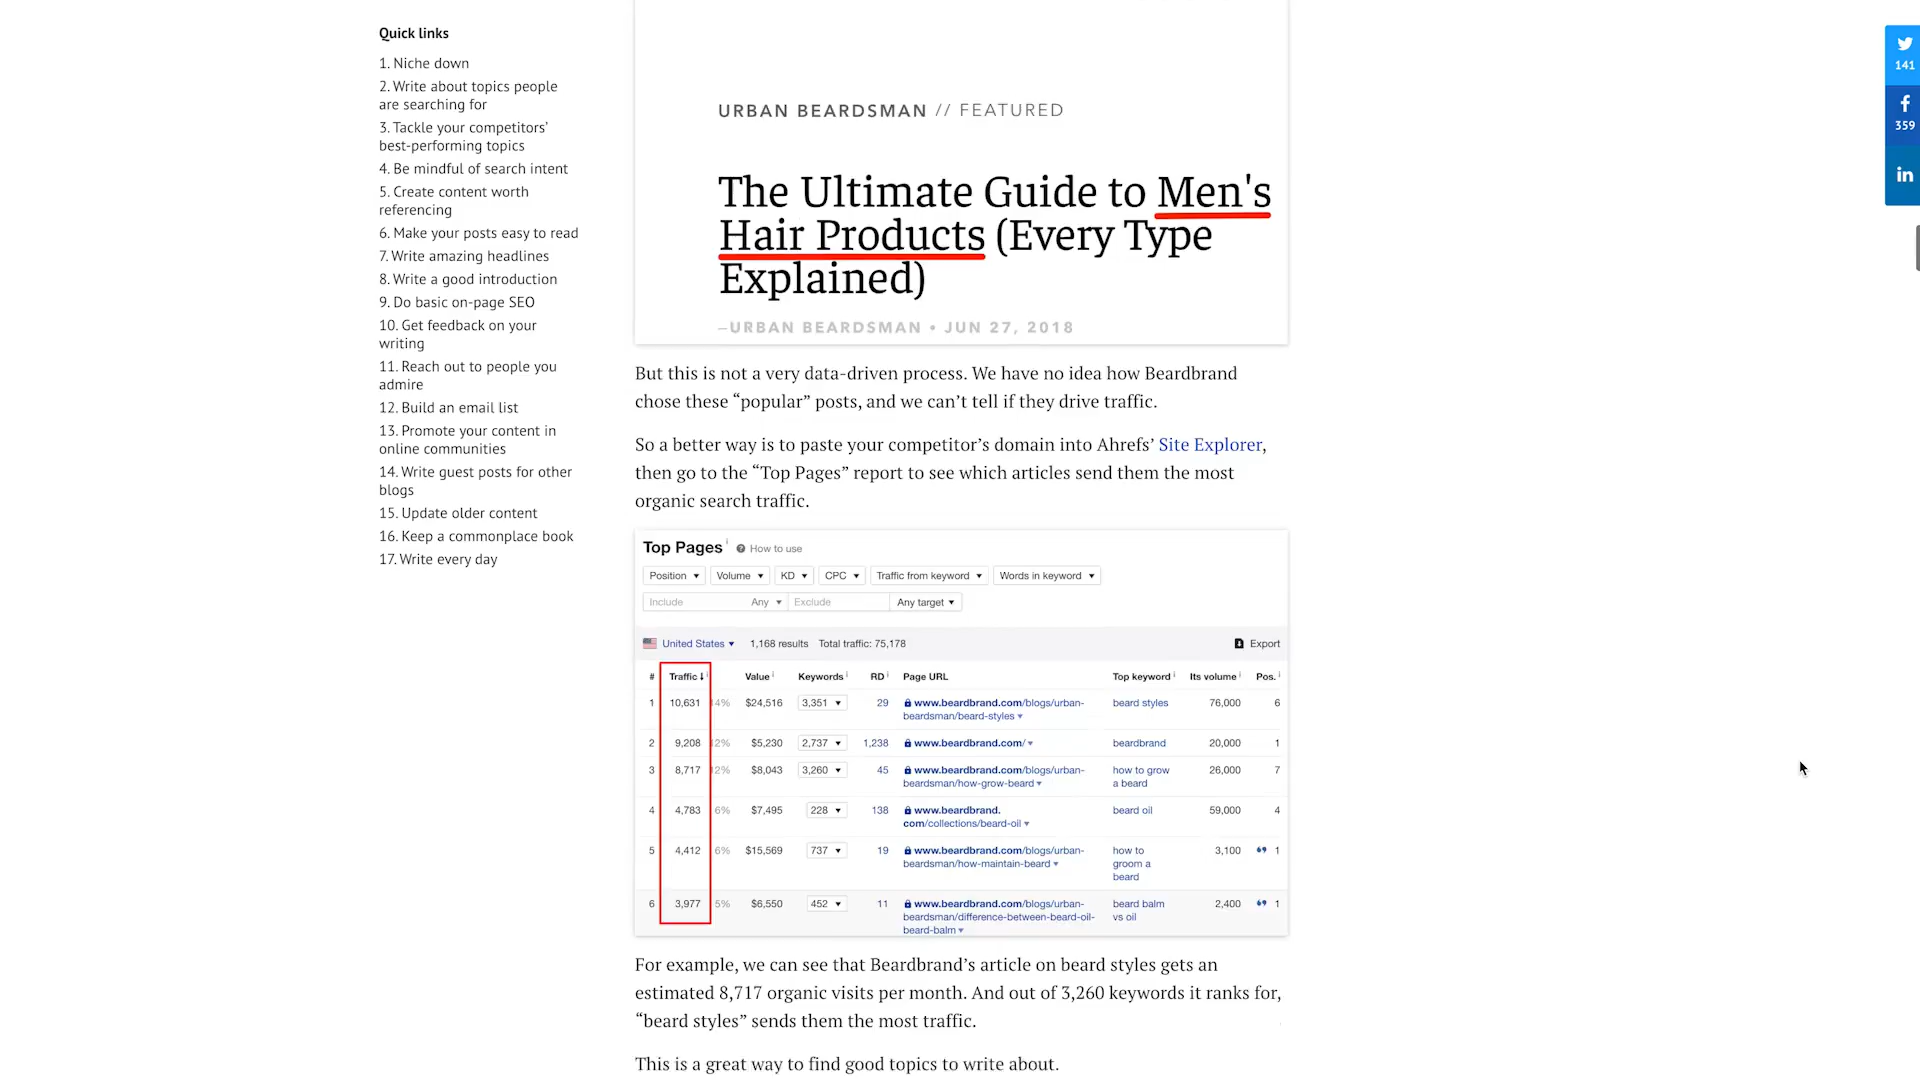 Quick links
1. Niche down
2. Write about topics people
are searching for
3. Tackle your competitors’
best-performing topics
4. Be mindful of search intent
5. Create content worth
referencing
6. Make your posts easy to read
7. Write amazing headlines
8. Write a good introduction
9. Do basic on-page SEO
10. Get feedback on your
writing
11. Reach out to people you
admire
12. Build an email list
13. Promote your content in
online communities
14. Write guest posts for other
blogs
15. Update older content
16. Keep a commonplace book
17. Write every day
URBAN BEARDSMAN // FEATURED
The Ultimate Guide to Men's
Hair Products (Every Type
Explained)
–URBAN BEARDSMAN • JUN 27, 2018
But this is not a very data-driven process. We have no idea how Beardbrand
chose these “popular” posts, and we can’t tell if they drive traffic.
So a better way is to paste your competitor’s domain into Ahrefs’ Site Explorer,
then go to the “Top Pages” report to see which articles send them the most
organic search traffic.
Top Pages i ? How to use
Position Volume KD CPC Traffic from keyword Words in keyword
Include Any Exclude Any target
United States 1,168 results Total traffic: 75,178 Export
# Traffic Value Keywords RD Page URL Top keyword Its volume Pos.
1 10,631 14% $24,516 3,351 29 www.beardbrand.com/blogs/urban- beard styles 76,000 6
beardsman/beard-styles
2 9,208 12% $5,230 2,737 1,238 www.beardbrand.com/ beardbrand 20,000 1
3 8,717 12% $8,043 3,260 45 www.beardbrand.com/blogs/urban- how to grow 26,000 7
beardsman/how-grow-beard a beard
4 4,783 6% $7,495 228 138 www.beardbrand. beard oil 59,000 4
com/collections/beard-oil
5 4,412 6% $15,569 737 19 www.beardbrand.com/blogs/urban- how to 3,100 1
beardsman/how-maintain-beard groom a
beard
6 3,977 5% $6,550 452 11 www.beardbrand.com/blogs/urban- beard balm 2,400 1
beardsman/difference-between-beard-oil- vs oil
beard-balm
For example, we can see that Beardbrand’s article on beard styles gets an
estimated 8,717 organic visits per month. And out of 3,260 keywords it ranks for,
“beard styles” sends them the most traffic.
This is a great way to find good topics to write about.
141
359
in